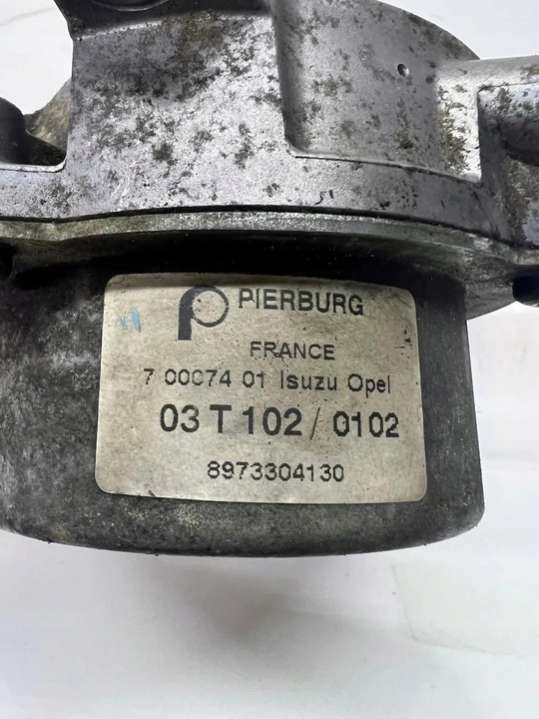 PIERBURG
FRANCE
7 00074 01 Isuzu Opel
03 T 102 / 0102
8973304130